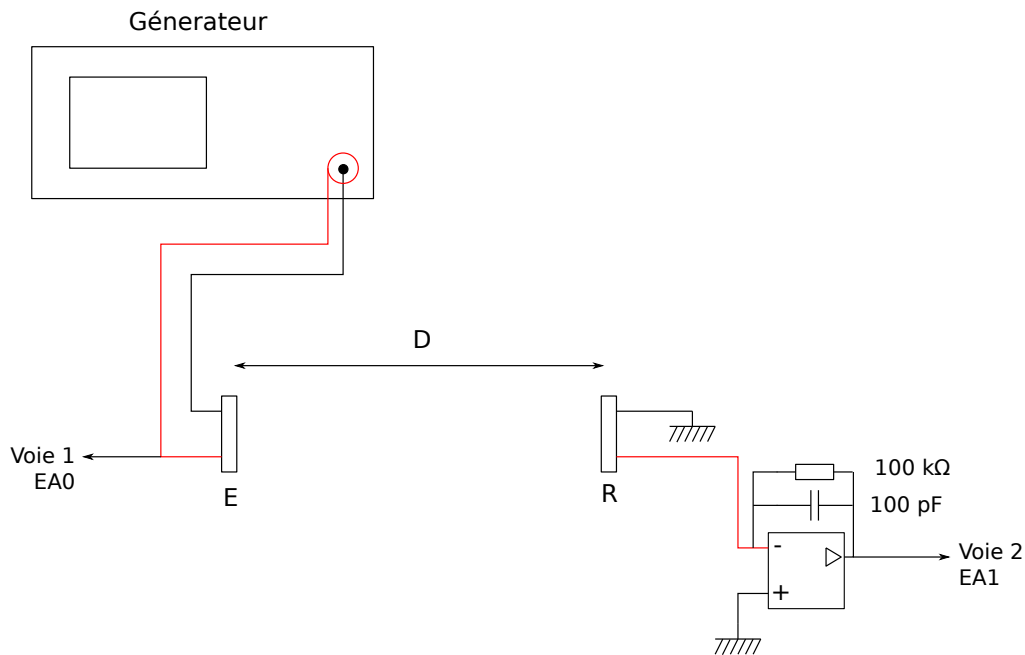 Génerateur
D
Voie 1
EA0
E
R
100 kΩ
100 pF
-
+
Voie 2
EA1